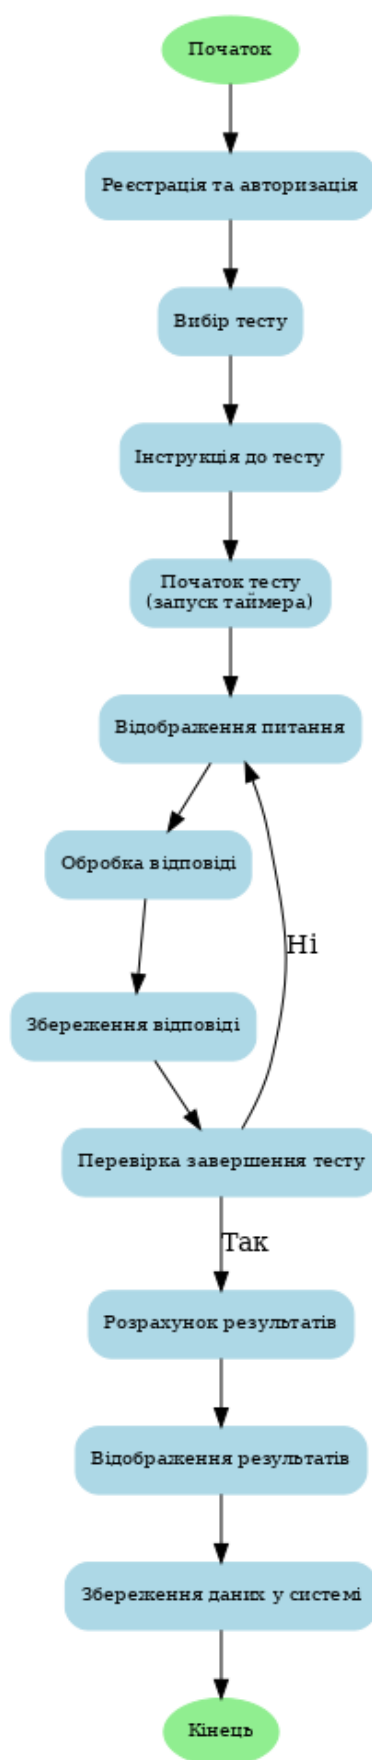 Початок
Реєстрація та авторизація
Вибір тесту
Інструкція до тесту
Початок тесту
(запуск таймера)
Відображення питання
Обробка відповіді
Ні
Збереження відповіді
Перевірка завершення тесту
Так
Розрахунок результатів
Відображення результатів
Збереження даних у системі
Кінець